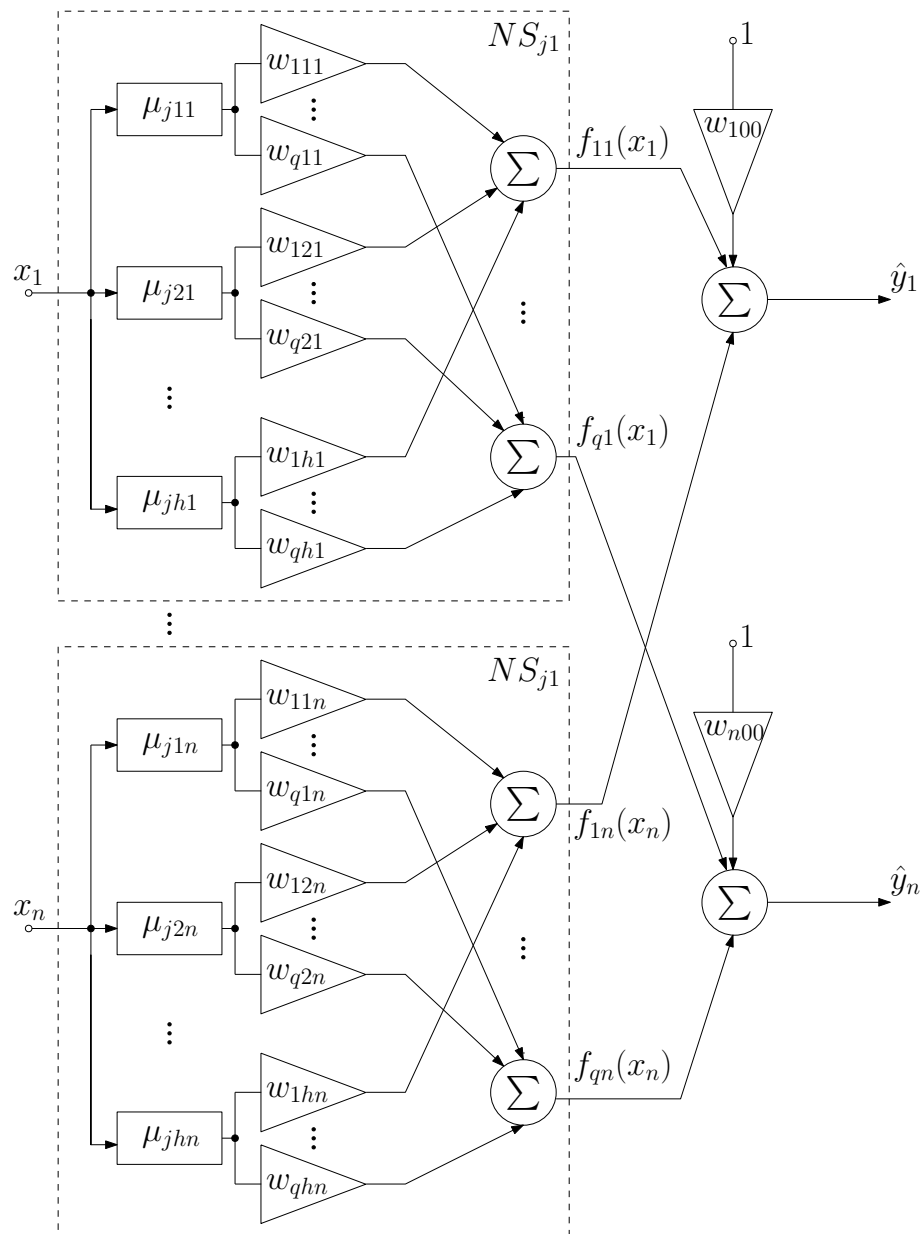 NS_{j1}
1
w_{111}
μ_{j11}
⋮
w_{100}
w_{q11}
f_{11}(x_1)
∑
w_{121}
x_1
μ_{j21}
⋮
ŷ_1
∑
⋮
w_{q21}
⋮
f_{q1}(x_1)
w_{1h1}
∑
μ_{jh1}
⋮
w_{qh1}
⋮
1
NS_{j1}
w_{11n}
μ_{j1n}
⋮
w_{n00}
w_{q1n}
∑
f_{1n}(x_n)
w_{12n}
x_n
μ_{j2n}
⋮
ŷ_n
∑
⋮
w_{q2n}
⋮
f_{qn}(x_n)
w_{1hn}
∑
μ_{jhn}
⋮
w_{qhn}